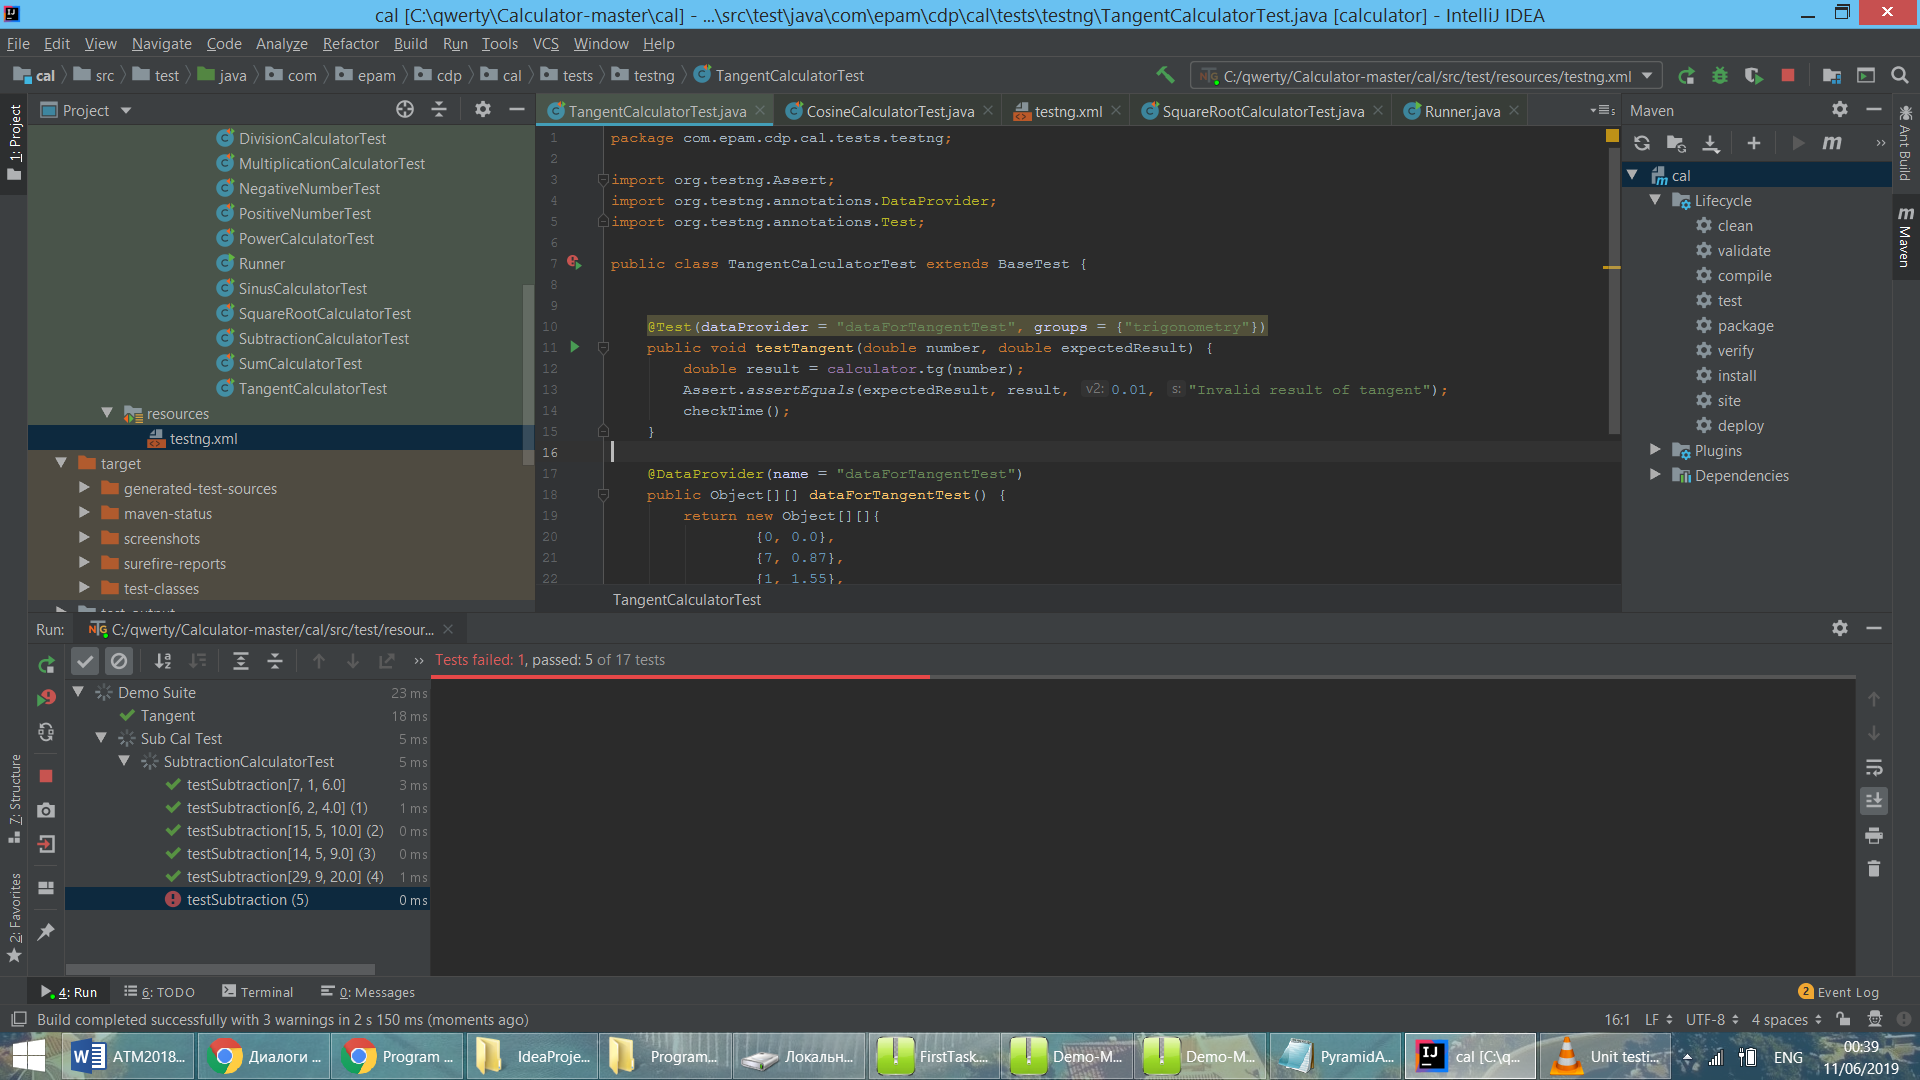 cal [C:\qwerty\Calculator-master\cal] - ...\src\test\java\com\epam\cdp\cal\tests\testng\TangentCalculatorTest.java [calculator] - IntelliJ IDEA
File Edit View Navigate Code Analyze Refactor Build Run Tools VCS Window Help
cal src test java com epam cdp cal tests testng TangentCalculatorTest C:/qwerty/Calculator-master/cal/src/test/resources/testng.xml
1: Project
Project
DivisionCalculatorTest
MultiplicationCalculatorTest
NegativeNumberTest
PositiveNumberTest
PowerCalculatorTest
Runner
SinusCalculatorTest
SquareRootCalculatorTest
SubtractionCalculatorTest
SumCalculatorTest
TangentCalculatorTest
resources
testng.xml
target
generated-test-sources
maven-status
screenshots
surefire-reports
test-classes
TangentCalculatorTest.java CosineCalculatorTest.java testng.xml SquareRootCalculatorTest.java Runner.java
1 package com.epam.cdp.cal.tests.testng;
2
3 import org.testng.Assert;
4 import org.testng.annotations.DataProvider;
5 import org.testng.annotations.Test;
6
7 public class TangentCalculatorTest extends BaseTest {
8
9
10 @Test(dataProvider = "dataForTangentTest", groups = {"trigonometry"})
11 public void testTangent(double number, double expectedResult) {
12 double result = calculator.tg(number);
13 Assert.assertEquals(expectedResult, result, v2: 0.01, s: "Invalid result of tangent");
14 checkTime();
15 }
16
17 @DataProvider(name = "dataForTangentTest")
18 public Object[][] dataForTangentTest() {
19 return new Object[][]{
20 {0, 0.0},
21 {7, 0.87},
22 {1, 1.55},
TangentCalculatorTest
Maven
cal
Lifecycle
clean
validate
compile
test
package
verify
install
site
deploy
Plugins
Dependencies
Ant Build
Maven
Run: C:/qwerty/Calculator-master/cal/src/test/resour...
Tests failed: 1, passed: 5 of 17 tests
Demo Suite 23 ms
Tangent 18 ms
Sub Cal Test 5 ms
SubtractionCalculatorTest 5 ms
testSubtraction[7, 1, 6.0] 3 ms
testSubtraction[6, 2, 4.0] (1) 1 ms
testSubtraction[15, 5, 10.0] (2) 0 ms
testSubtraction[14, 5, 9.0] (3) 0 ms
testSubtraction[29, 9, 20.0] (4) 1 ms
testSubtraction (5) 0 ms
7: Structure
2: Favorites
4: Run 6: TODO Terminal 0: Messages 2 Event Log
Build completed successfully with 3 warnings in 2 s 150 ms (moments ago) 16:1 LF UTF-8 4 spaces
ATM2018... Диалоги ... Program ... IdeaProje... Program... Локальн... FirstTask.... Demo-M... Demo-M... PyramidA... cal [C:\q... Unit testi... ENG 00:39
11/06/2019